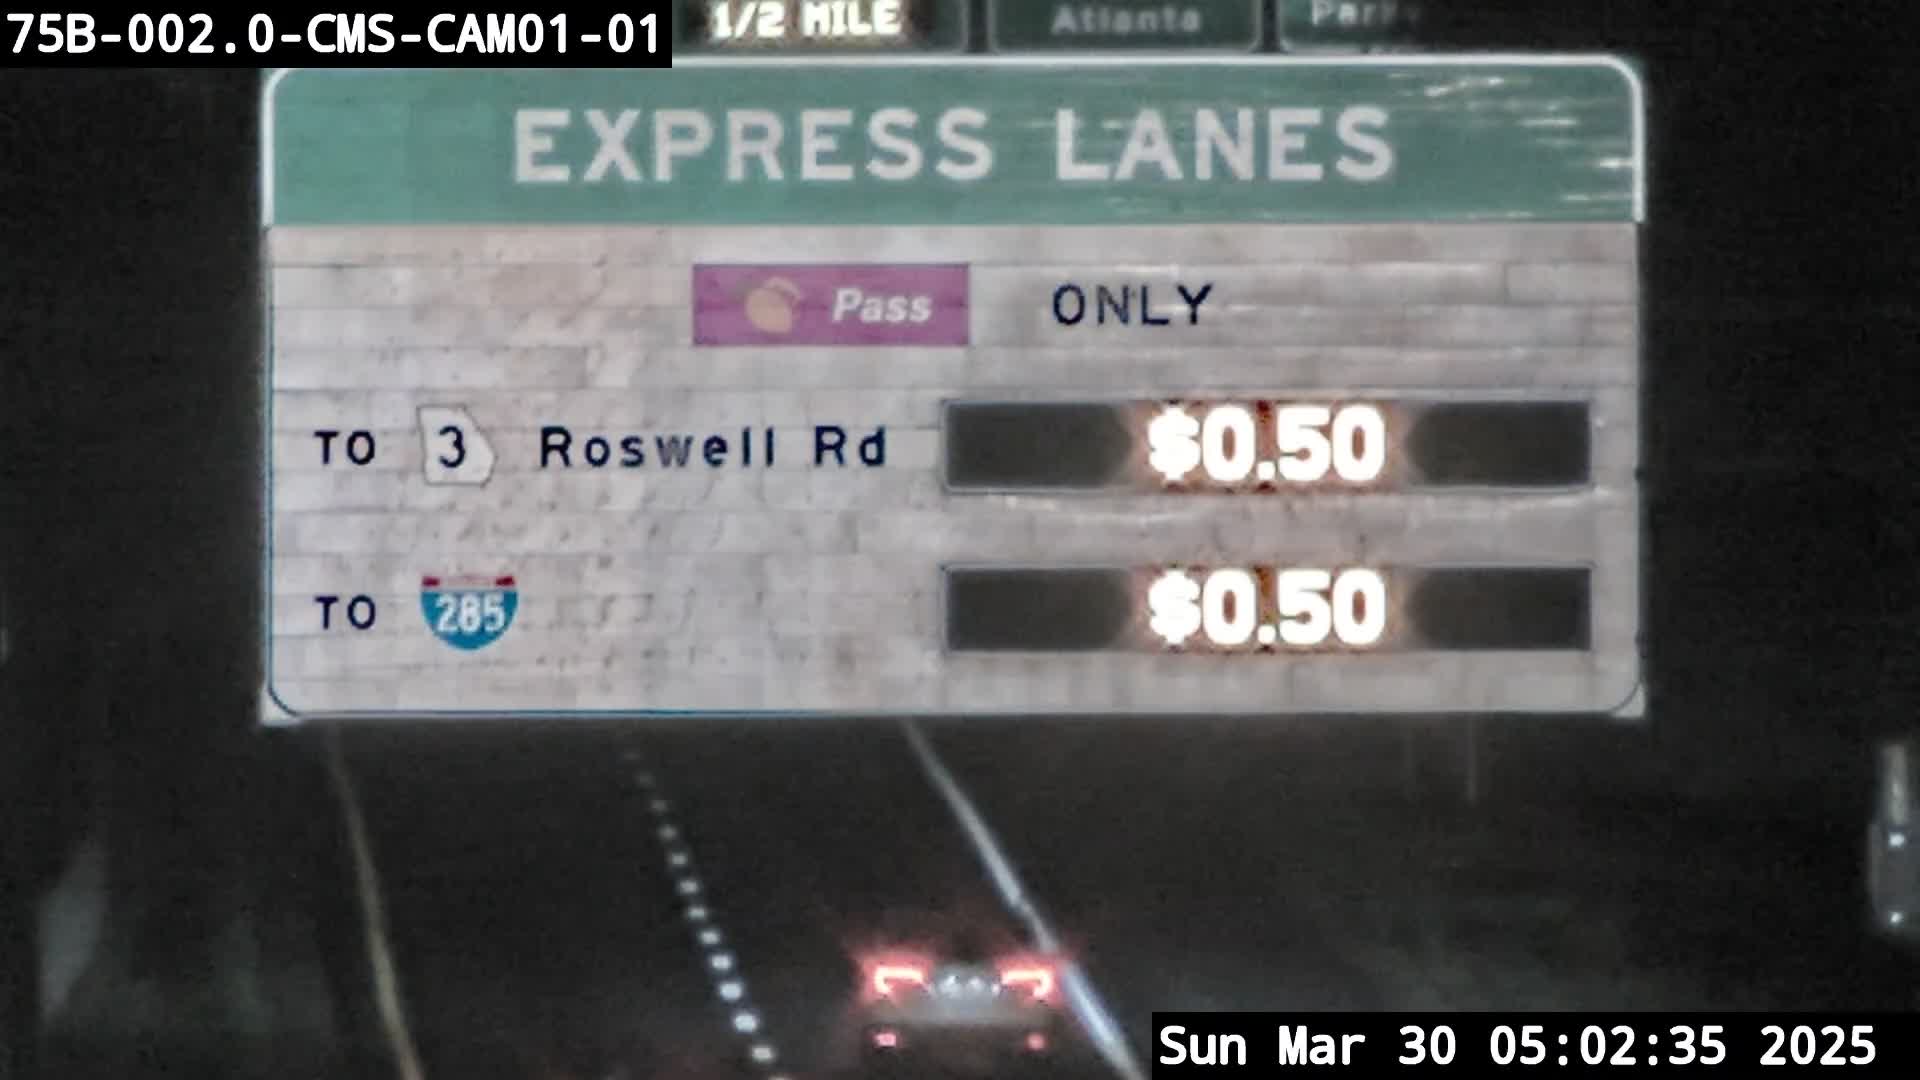 75B-002.0-CMS-CAM01-01
1/2 MILE
Atlanta
EXPRESS LANES
Pass ONLY
TO 3 Roswell Rd $0.50
TO 285 $0.50
Sun Mar 30 05:02:35 2025